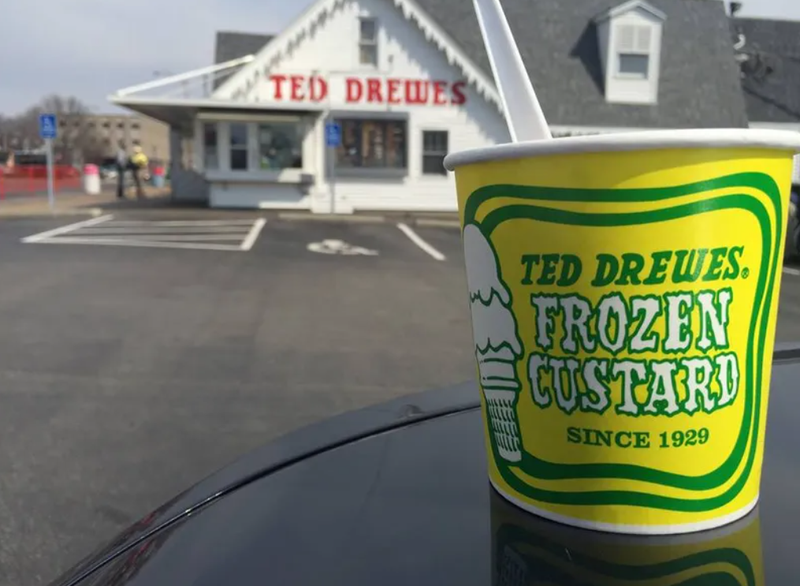 TED DREWES
TED DREWES®
FROZEN
CUSTARD
SINCE 1929